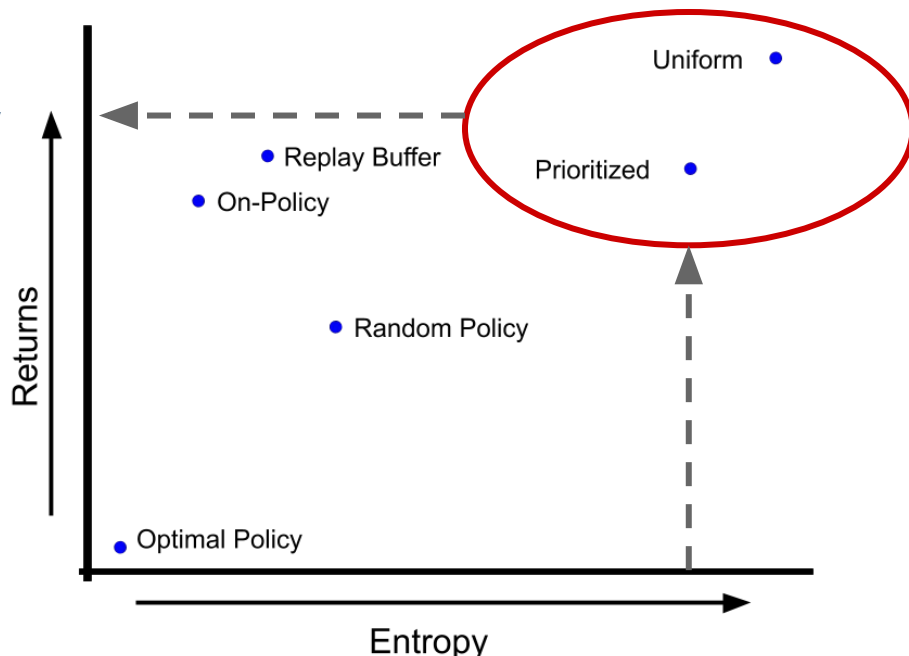 Uniform
Replay Buffer
Prioritized
On-Policy
Random Policy
Returns
Optimal Policy
Entropy